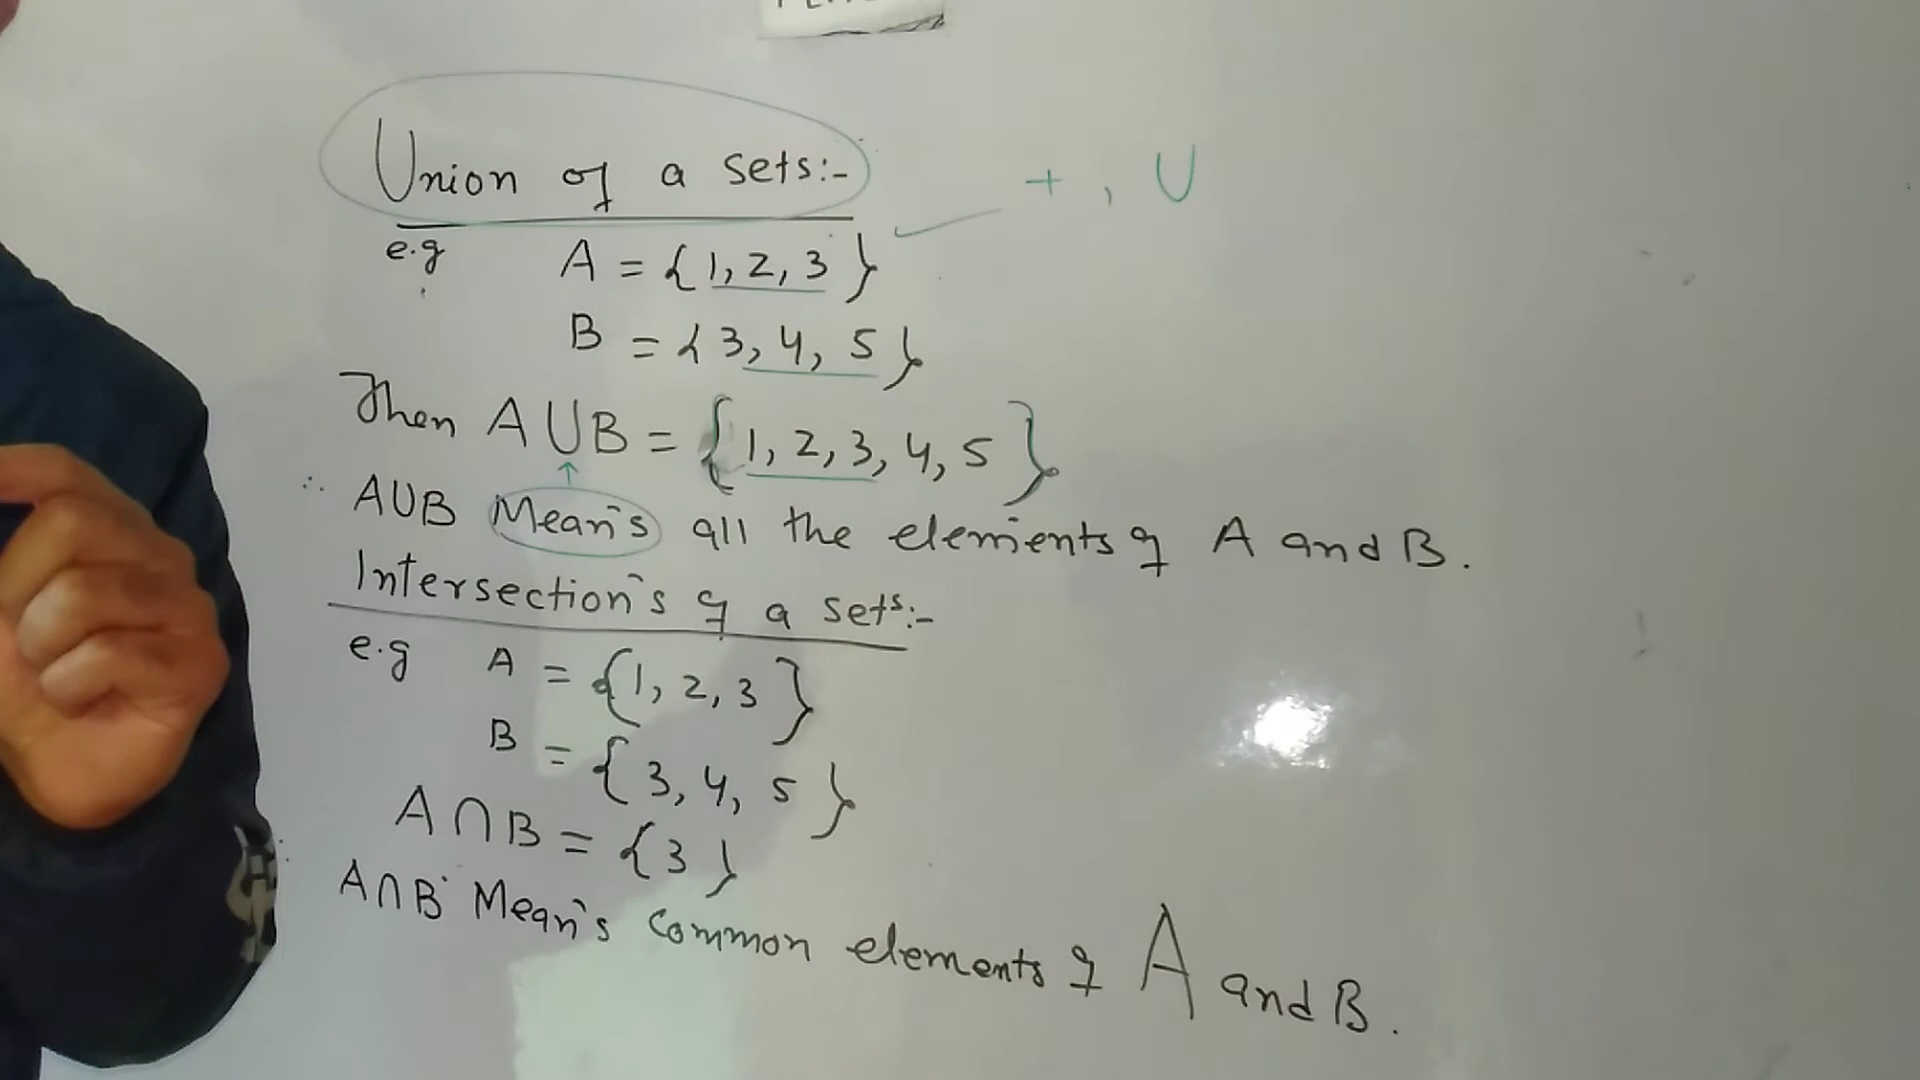 Union of a sets:-
+ , U
e.g A = {1, 2, 3}
B = {3, 4, 5}
Then A∪B = {1, 2, 3, 4, 5}
∴ A∪B Mean's all the elements of A and B.
Intersection's of a sets:-
e.g A = {1, 2, 3}
B = {3, 4, 5}
A∩B = {3}
∴ A∩B Mean's common elements of A and B.